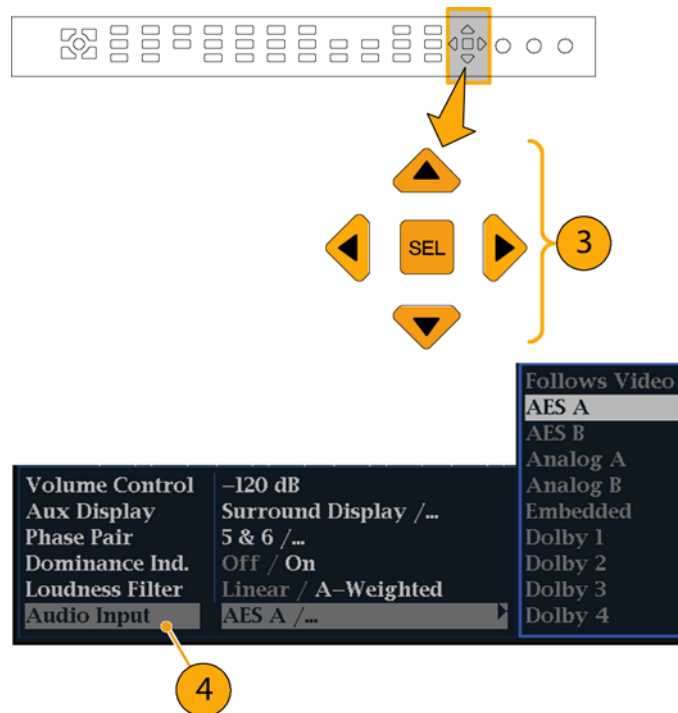 SEL
3
Follows Video
AES A
AES B
Analog A
Analog B
Embedded
Dolby 1
Dolby 2
Dolby 3
Dolby 4
Volume Control –120 dB
Aux Display Surround Display /...
Phase Pair 5 & 6 /...
Dominance Ind. Off / On
Loudness Filter Linear / A–Weighted
Audio Input AES A /...
4